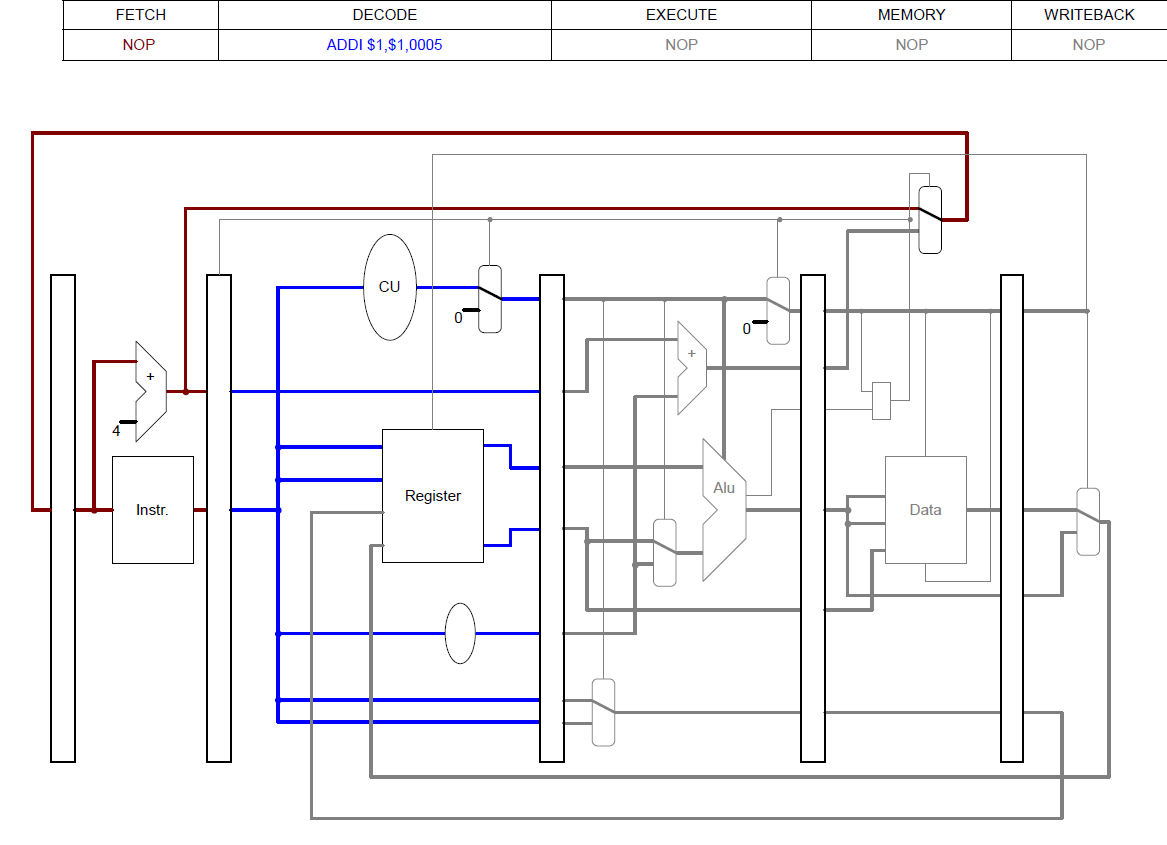 FETCH DECODE EXECUTE MEMORY WRITEBACK
NOP ADDI $1,$1,0005 NOP NOP NOP
CU
0
0
+
+
4
Register
Alu
Instr.
Data